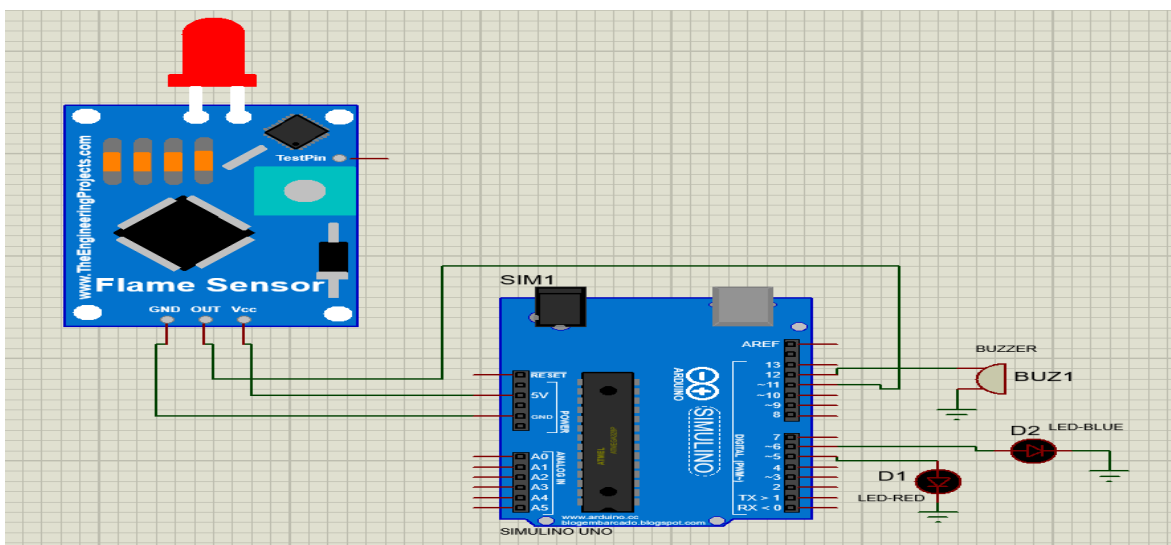 www.TheEngineeringProjects.com
TestPin
Flame Sensor
GND OUT Vcc
SIM1
AREF
RESET
5V
GND
POWER
A0
A1
A2
A3
A4
A5
ANALOG IN
ATMEL
ARDUINO
SIMULINO
13
12
~11
~10
~9
8
7
~6
~5
4
~3
2
TX > 1
RX < 0
DIGITAL (PWM~)
www.arduino.cc
blogembarcado.blogspot.com
SIMULINO UNO
BUZZER
BUZ1
D2 LED-BLUE
D1
LED-RED